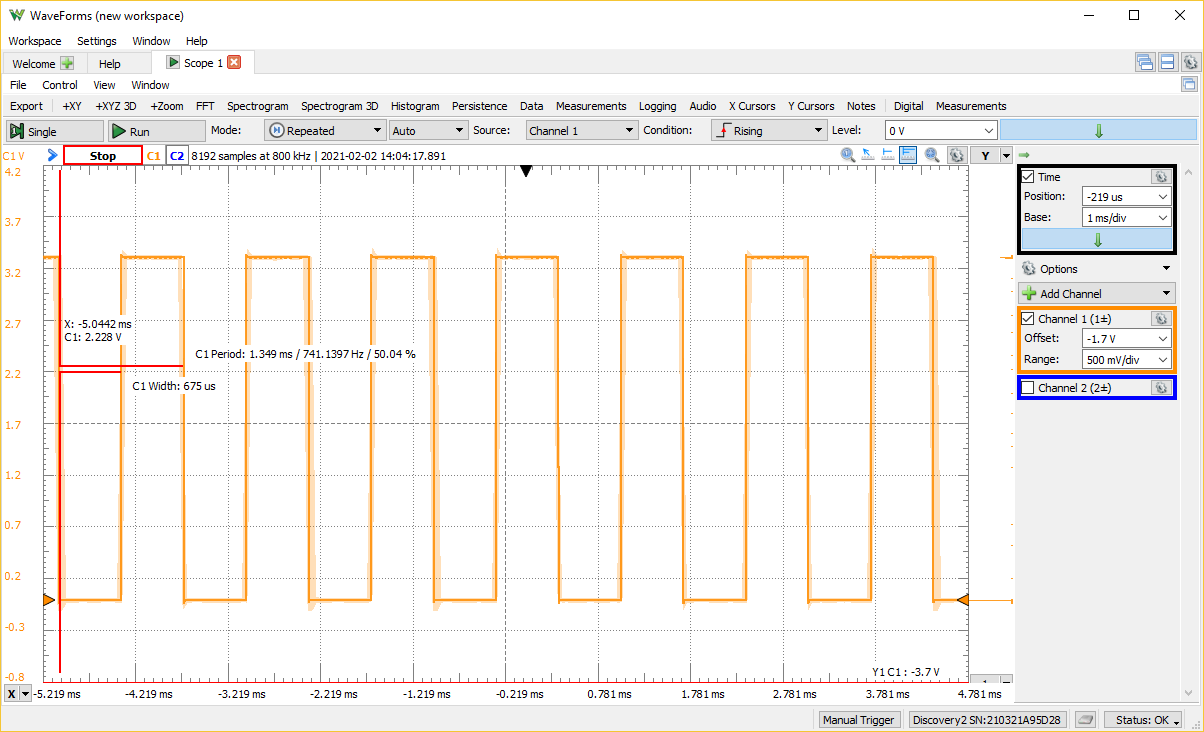 WaveForms (new workspace)
Workspace Settings Window Help
Welcome Help Scope 1
File Control View Window
Export +XY +XYZ 3D +Zoom FFT Spectrogram Spectrogram 3D Histogram Persistence Data Measurements Logging Audio X Cursors Y Cursors Notes Digital Measurements
Single Run Mode: Repeated Auto Source: Channel 1 Condition: Rising Level: 0 V
C1 V Stop C1 C2 8192 samples at 800 kHz | 2021-02-02 14:04:17.891 Y
4.2
3.7
3.2
2.7
2.2
1.7
1.2
0.7
0.2
-0.3
-0.8
X: -5.0442 ms
C1: 2.228 V
C1 Period: 1.349 ms / 741.1397 Hz / 50.04 %
C1 Width: 675 us
Y1 C1 : -3.7 V
X -5.219 ms -4.219 ms -3.219 ms -2.219 ms -1.219 ms -0.219 ms 0.781 ms 1.781 ms 2.781 ms 3.781 ms 4.781 ms
Time
Position: -219 us
Base: 1 ms/div
Options
Add Channel
Channel 1 (1±)
Offset: -1.7 V
Range: 500 mV/div
Channel 2 (2±)
Manual Trigger Discovery2 SN:210321A95D28 Status: OK